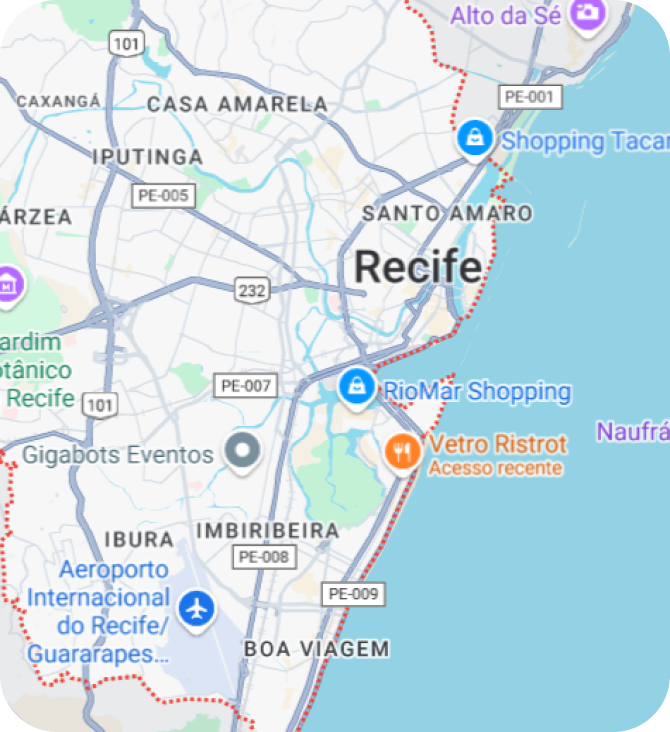 Alto da Sé
101
PE-001
CAXANGÁ
CASA AMARELA
Shopping Tacar
IPUTINGA
PE-005
ÁRZEA
SANTO AMARO
Recife
232
ardim
otânico
Recife
PE-007
RioMar Shopping
101
Naufrá
Vetro Ristrot
Acesso recente
Gigabots Eventos
IBURA
IMBIRIBEIRA
PE-008
Aeroporto
Internacional
do Recife/
Guararapes...
PE-009
BOA VIAGEM